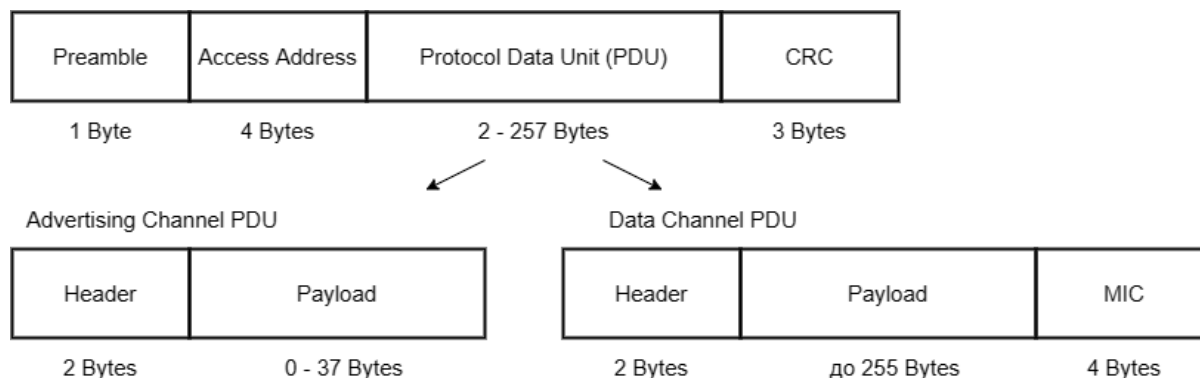 Preamble
Access Address
Protocol Data Unit (PDU)
CRC
1 Byte
4 Bytes
2 - 257 Bytes
3 Bytes
Advertising Channel PDU
Header
Payload
2 Bytes
0 - 37 Bytes
Data Channel PDU
Header
Payload
MIC
2 Bytes
до 255 Bytes
4 Bytes